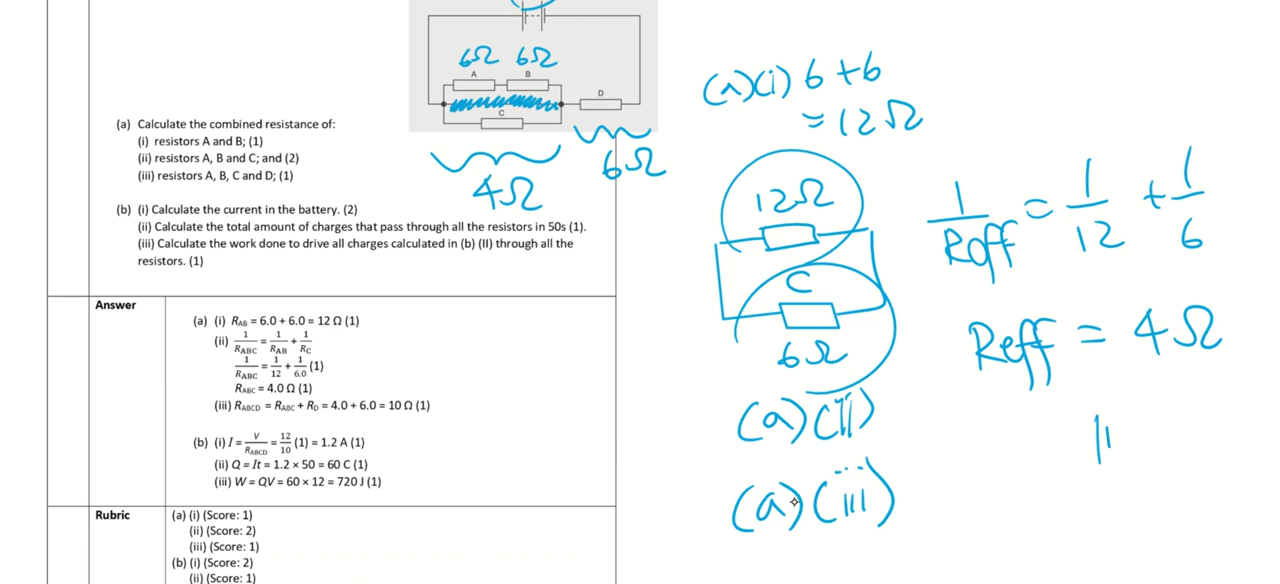 6Ω 6Ω
A B
D
C
4Ω
6Ω
(a) Calculate the combined resistance of:
(i) resistors A and B; (1)
(ii) resistors A, B and C; and (2)
(iii) resistors A, B, C and D; (1)
(b) (i) Calculate the current in the battery. (2)
(ii) Calculate the total amount of charges that pass through all the resistors in 50s (1).
(iii) Calculate the work done to drive all charges calculated in (b) (II) through all the
resistors. (1)
Answer
(a) (i) R_AB = 6.0 + 6.0 = 12 Ω (1)
(ii) 1/R_ABC = 1/R_AB + 1/R_C
1/R_ABC = 1/12 + 1/6.0 (1)
R_ABC = 4.0 Ω (1)
(iii) R_ABCD = R_ABC + R_D = 4.0 + 6.0 = 10 Ω (1)
(b) (i) I = V/R_ABCD = 12/10 (1) = 1.2 A (1)
(ii) Q = It = 1.2 × 50 = 60 C (1)
(iii) W = QV = 60 × 12 = 720 J (1)
Rubric
(a) (i) (Score: 1)
(ii) (Score: 2)
(iii) (Score: 1)
(b) (i) (Score: 2)
(ii) (Score: 1)
(a)(i) 6 + 6
= 12Ω
12Ω
C
6Ω
1/Reff = 1/12 + 1/6
Reff = 4Ω
(a)(ii)
(a)(iii)